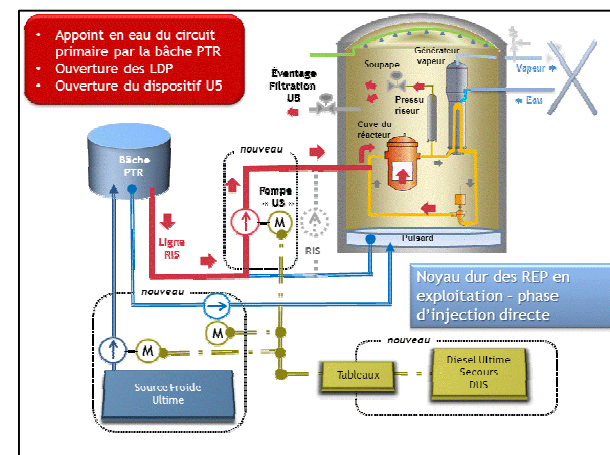 • Appoint en eau du circuit
primaire par la bâche PTR
• Ouverture des LDP
• Ouverture du dispositif U5
Générateur
vapeur
Soupape
Vapeur
Éventage
Filtration
U5
Pressu
riseur
Eau
Cuve du
réacteur
nouveau
Bâche
PTR
Pompe
« U3 »
M
Ligne
RIS
RIS
Puisard
Noyau dur des REP en
exploitation – phase
d'injection directe
nouveau
M
M
nouveau
Source Froide
Ultime
Tableaux
Diesel Ultime
Secours
DUS